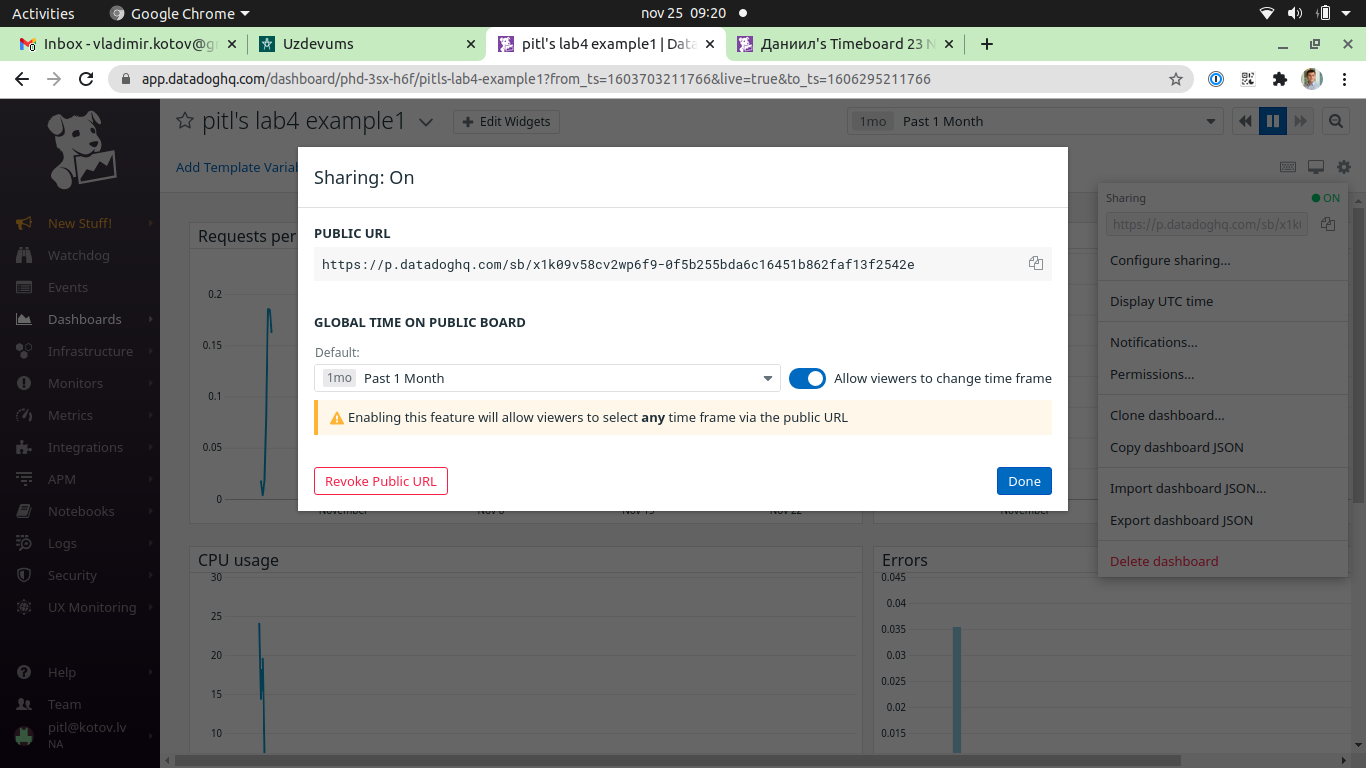 Activities
Google Chrome
nov 25 09:20
Inbox - vladimir.kotov@gr
Uzdevums
pitl's lab4 example1 | Data
Даниил's Timeboard 23 N
app.datadoghq.com/dashboard/phd-3sx-h6f/pitls-lab4-example1?from_ts=1603703211766&live=true&to_ts=1606295211766
pitl's lab4 example1
+ Edit Widgets
1mo Past 1 Month
Add Template Variab
New Stuff!
Watchdog
Events
Dashboards
Infrastructure
Monitors
Metrics
Integrations
APM
Notebooks
Logs
Security
UX Monitoring
Help
Team
pitl@kotov.lv
NA
Requests per
0.2
0.15
0.1
0.05
0
November
Nov 8
Nov 15
Nov 22
November
CPU usage
30
25
20
15
10
Errors
0.045
0.04
0.035
0.03
0.025
0.02
0.015
Sharing: On
PUBLIC URL
https://p.datadoghq.com/sb/x1k09v58cv2wp6f9-0f5b255bda6c16451b862faf13f2542e
GLOBAL TIME ON PUBLIC BOARD
Default:
1mo Past 1 Month
Allow viewers to change time frame
Enabling this feature will allow viewers to select any time frame via the public URL
Revoke Public URL
Done
Sharing
ON
https://p.datadoghq.com/sb/x1k0
Configure sharing...
Display UTC time
Notifications...
Permissions...
Clone dashboard...
Copy dashboard JSON
Import dashboard JSON...
Export dashboard JSON
Delete dashboard